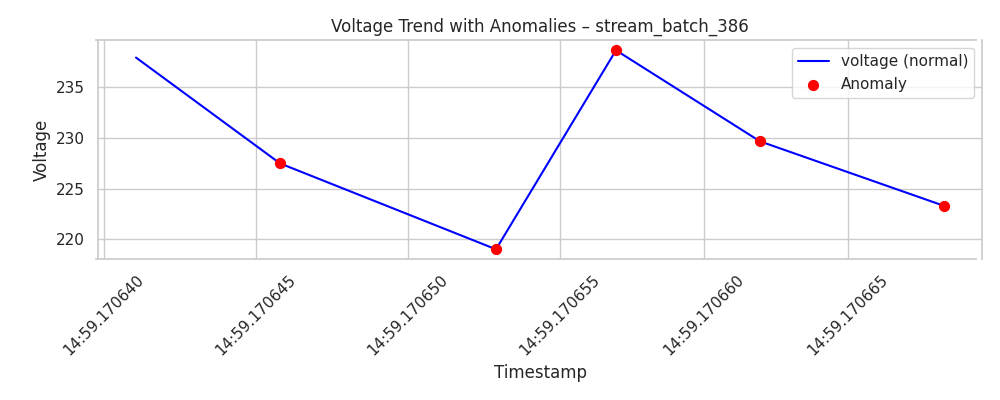 Voltage Trend with Anomalies – stream_batch_386
voltage (normal)
Anomaly
Voltage
235
230
225
220
14:59.170640
14:59.170645
14:59.170650
14:59.170655
14:59.170660
14:59.170665
Timestamp